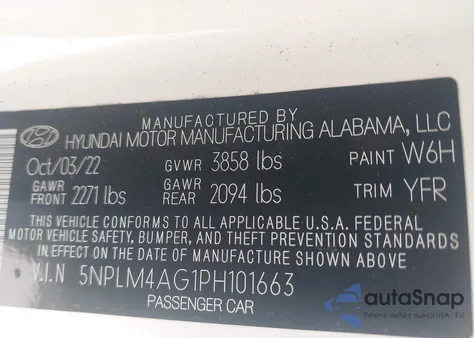 MANUFACTURED BY
HYUNDAI MOTOR MANUFACTURING ALABAMA, LLC
Oct/03/22 GVWR 3858 lbs PAINT W6H
GAWR FRONT 2271 lbs GAWR REAR 2094 lbs TRIM YFR
THIS VEHICLE CONFORMS TO ALL APPLICABLE U.S.A. FEDERAL
MOTOR VEHICLE SAFETY, BUMPER, AND THEFT PREVENTION
STANDARDS IN EFFECT ON THE DATE OF MANUFACTURE SHOWN ABOVE.
V.I.N 5NPLM4AG1PH101663
PASSENGER CAR
autoSnap